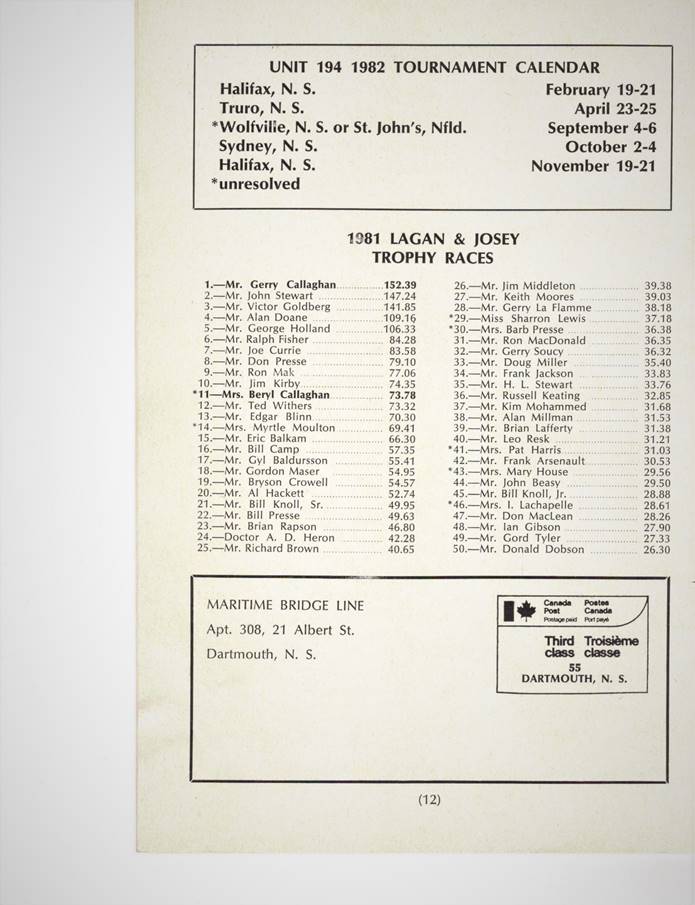 UNIT 194 1982 TOURNAMENT CALENDAR
Halifax, N. S. February 19-21
Truro, N. S. April 23-25
*Wolfville, N. S. or St. John's, Nfld. September 4-6
Sydney, N. S. October 2-4
Halifax, N. S. November 19-21
*unresolved
1981 LAGAN & JOSEY
TROPHY RACES
1.—Mr. Gerry Callaghan 152.39
2.—Mr. John Stewart 147.24
3.—Mr. Victor Goldberg 141.85
4.—Mr. Alan Doane 109.16
5.—Mr. George Holland 106.33
6.—Mr. Ralph Fisher 84.28
7.—Mr. Joe Currie 83.58
8.—Mr. Don Presse 79.10
9.—Mr. Ron Mak 77.06
10.—Mr. Jim Kirby 74.35
*11—Mrs. Beryl Callaghan 73.78
12.—Mr. Ted Withers 73.32
13.—Mr. Edgar Blinn 70.30
*14.—Mrs. Myrtle Moulton 69.41
15.—Mr. Eric Balkam 66.30
16.—Mr. Bill Camp 57.35
17.—Mr. Gyl Baldursson 55.41
18.—Mr. Gordon Maser 54.95
19.—Mr. Bryson Crowell 54.57
20.—Mr. Al Hackett 52.74
21.—Mr. Bill Knoll, Sr. 49.95
22.—Mr. Bill Presse 49.63
23.—Mr. Brian Rapson 46.80
24.—Doctor A. D. Heron 42.28
25.—Mr. Richard Brown 40.65
26.—Mr. Jim Middleton 39.38
27.—Mr. Keith Moores 39.03
28.—Mr. Gerry La Flamme 38.18
*29.—Miss Sharron Lewis 37.18
*30.—Mrs. Barb Presse 36.38
31.—Mr. Ron MacDonald 36.35
32.—Mr. Gerry Soucy 36.32
33.—Mr. Doug Miller 35.40
34.—Mr. Frank Jackson 33.83
35.—Mr. H. L. Stewart 33.76
36.—Mr. Russell Keating 32.85
37.—Mr. Kim Mohammed 31.68
38.—Mr. Alan Millman 31.53
39.—Mr. Brian Lafferty 31.38
40.—Mr. Leo Resk 31.21
*41.—Mrs. Pat Harris 31.03
42.—Mr. Frank Arsenault 30.53
*43.—Mrs. Mary House 29.56
44.—Mr. John Beasy 29.50
45.—Mr. Bill Knoll, Jr. 28.88
*46.—Mrs. I. Lachapelle 28.61
47.—Mr. Don MacLean 28.26
48.—Mr. Ian Gibson 27.90
49.—Mr. Gord Tyler 27.33
50.—Mr. Donald Dobson 26.30
MARITIME BRIDGE LINE
Apt. 308, 21 Albert St.
Dartmouth, N. S.
Canada Postes
Post Canada
Postage paid Port payé
Third Troisième
class classe
55
DARTMOUTH, N. S.
(12)